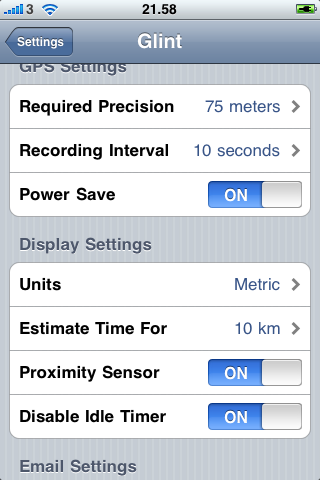 3 21.58
Settings Glint
GPS Settings
Required Precision 75 meters
Recording Interval 10 seconds
Power Save ON
Display Settings
Units Metric
Estimate Time For 10 km
Proximity Sensor ON
Disable Idle Timer ON
Email Settings